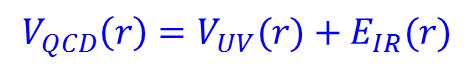 V_{QCD}(r) = V_{UV}(r) + E_{IR}(r)